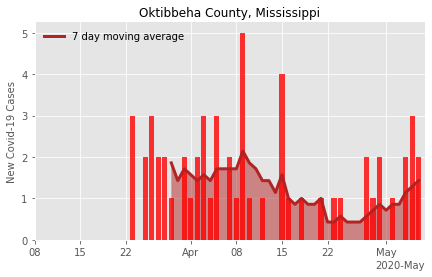 Oktibbeha County, Mississippi
7 day moving average
New Covid-19 Cases
5
4
3
2
1
0
08 15 22 Apr 08 15 22 May
2020-May